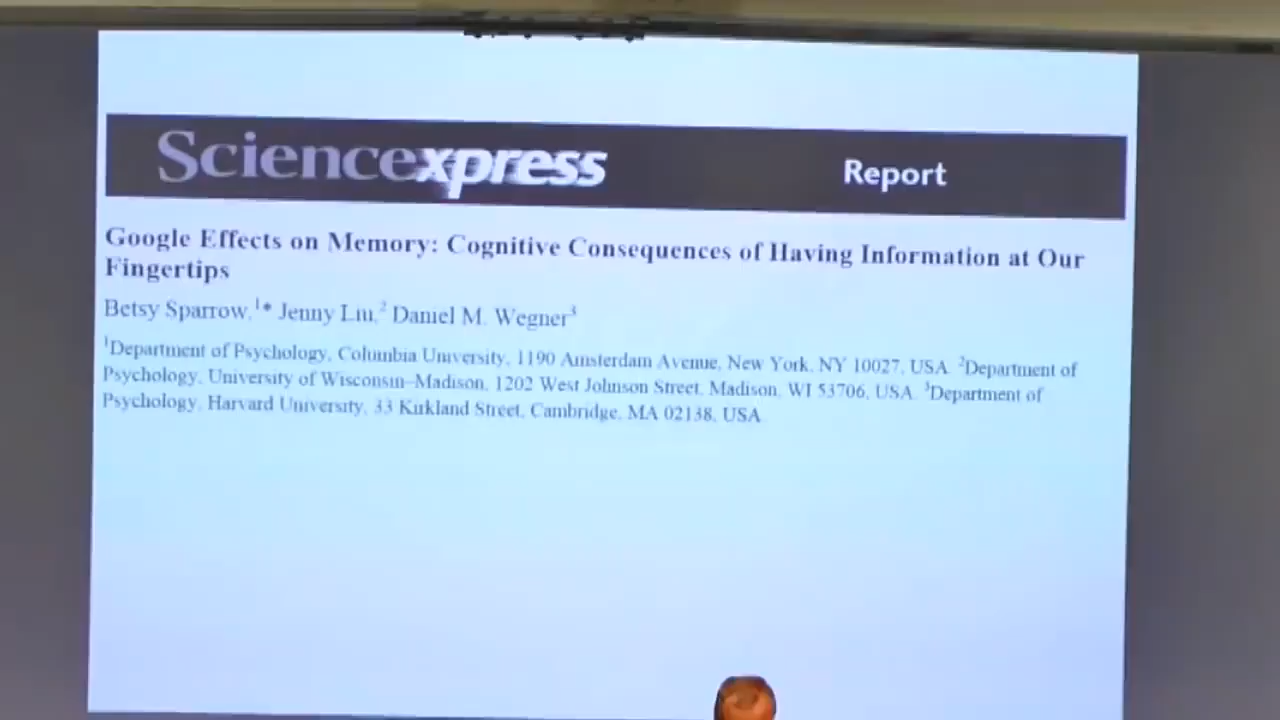 Sciencexpress Report
Google Effects on Memory: Cognitive Consequences of Having Information at Our
Fingertips
Betsy Sparrow,¹* Jenny Liu,² Daniel M. Wegner³
¹Department of Psychology, Columbia University, 1190 Amsterdam Avenue, New York, NY 10027, USA. ²Department of
Psychology, University of Wisconsin–Madison, 1202 West Johnson Street, Madison, WI 53706, USA. ³Department of
Psychology, Harvard University, 33 Kirkland Street, Cambridge, MA 02138, USA.